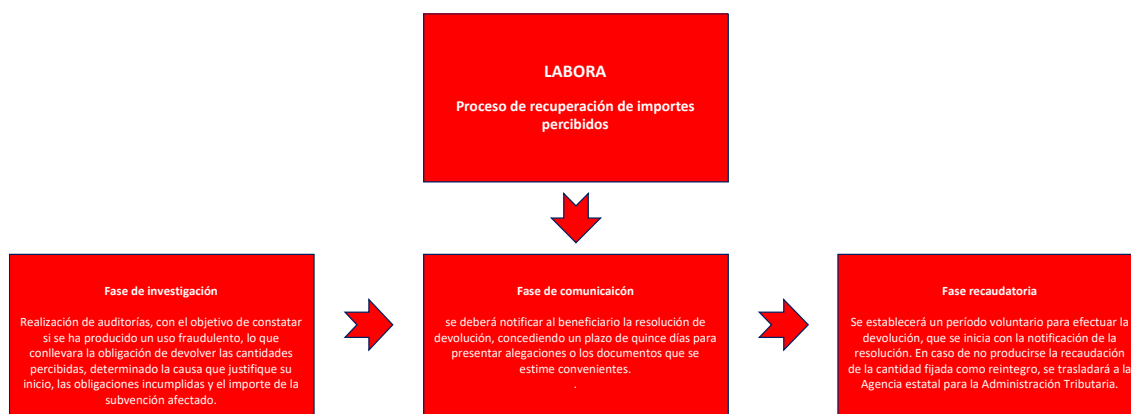 LABORA
Proceso de recuperación de importes
percibidos
Fase de investigación
Realización de auditorías, con el objetivo de constatar
si se ha producido un uso fraudulento, lo que
conllevara la obligación de devolver las cantidades
percibidas, determinado la causa que justifique su
inicio, las obligaciones incumplidas y el importe de la
subvención afectado.
Fase de comunicaicón
se deberá notificar al beneficiario la resolución de
devolución, concediendo un plazo de quince días para
presentar alegaciones o los documentos que se
estime convenientes.
.
Fase recaudatoria
Se establecerá un período voluntario para efectuar la
devolución, que se inicia con la notificación de la
resolución. En caso de no producirse la recaudación
de la cantidad fijada como reintegro, se trasladará a la
Agencia estatal para la Administración Tributaria.